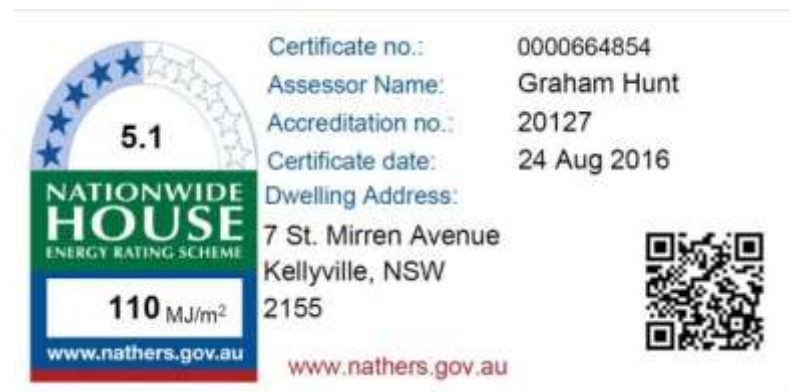 5.1
NATIONWIDE
HOUSE
ENERGY RATING SCHEME
110 MJ/m²
www.nathers.gov.au
Certificate no.: 0000664854
Assessor Name: Graham Hunt
Accreditation no.: 20127
Certificate date: 24 Aug 2016
Dwelling Address:
7 St. Mirren Avenue
Kellyville, NSW
2155
www.nathers.gov.au